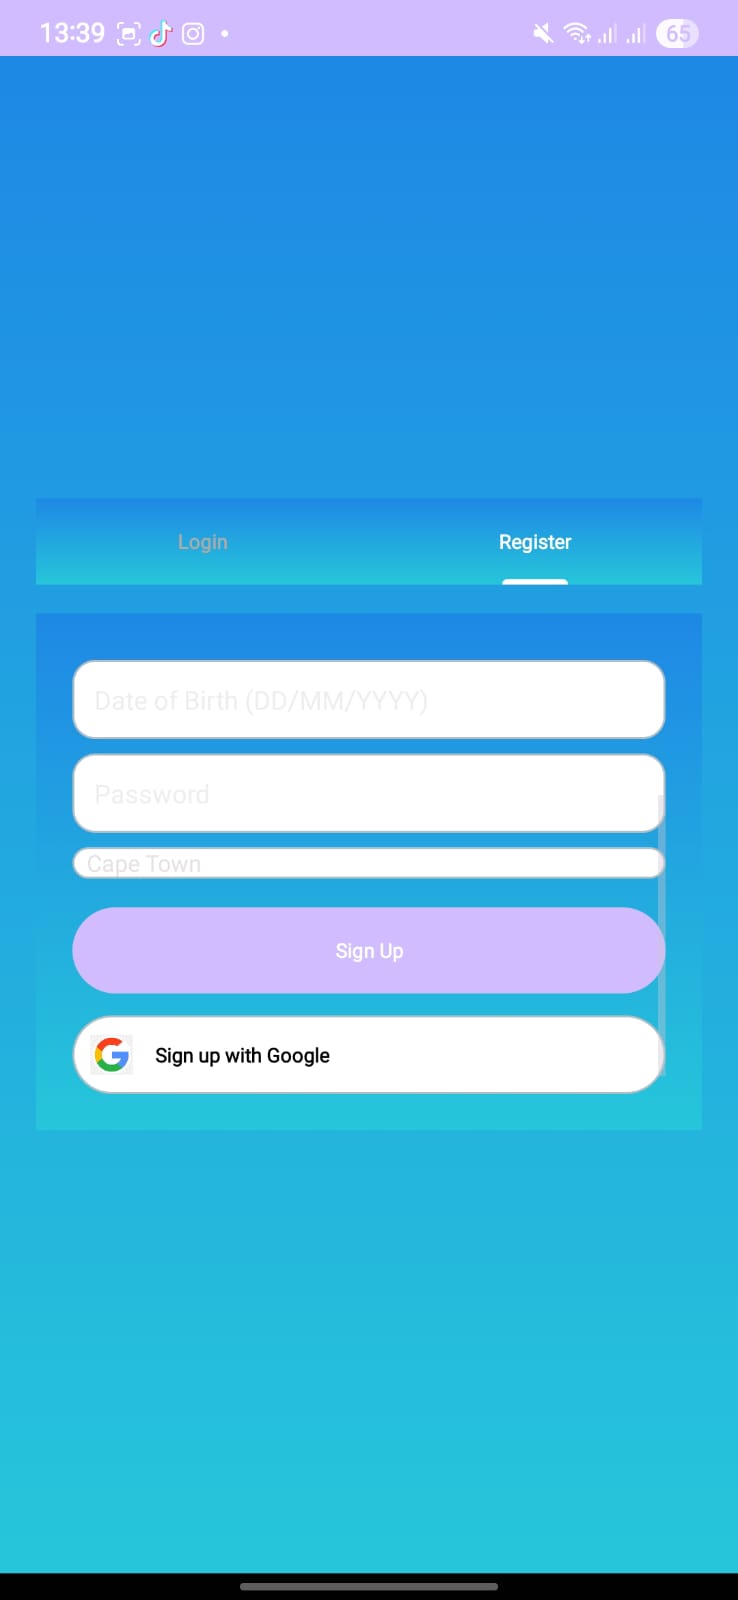 13:39
65
Login
Register
Date of Birth (DD/MM/YYYY)
Password
Cape Town
Sign Up
Sign up with Google